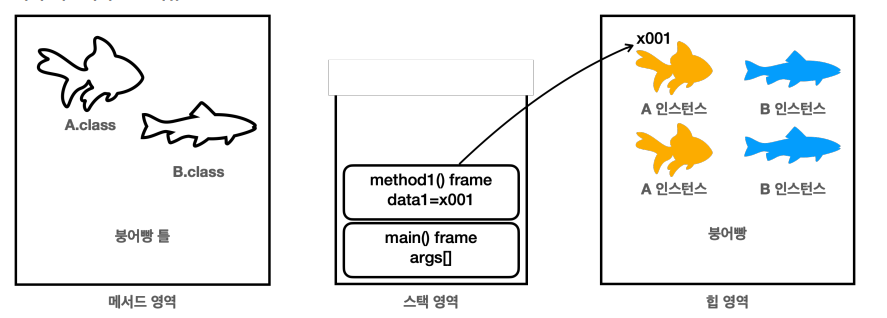 A.class
B.class
붕어빵 틀
메서드 영역
method1() frame
data1=x001
main() frame
args[]
스택 영역
x001
A 인스턴스
B 인스턴스
A 인스턴스
B 인스턴스
붕어빵
힙 영역